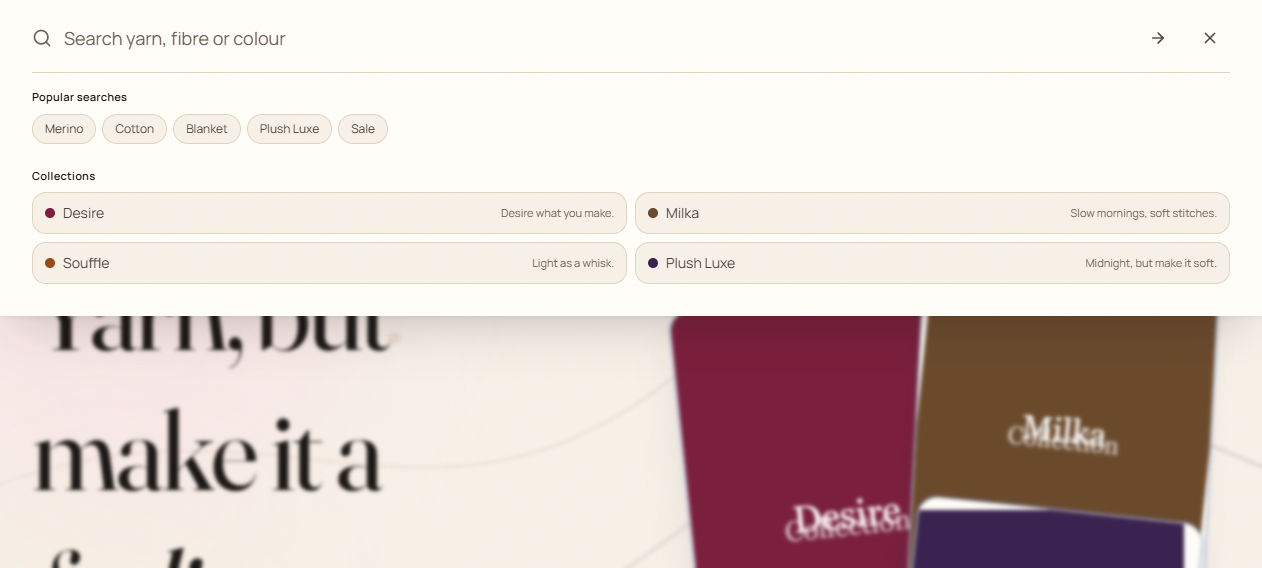 Search yarn, fibre or colour
Popular searches
Merino Cotton Blanket Plush Luxe Sale
Collections
Desire Desire what you make. Milka Slow mornings, soft stitches.
Souffle Light as a whisk. Plush Luxe Midnight, but make it soft.
Yarn, but
make it a
Milka
Collection
Desire
Collection